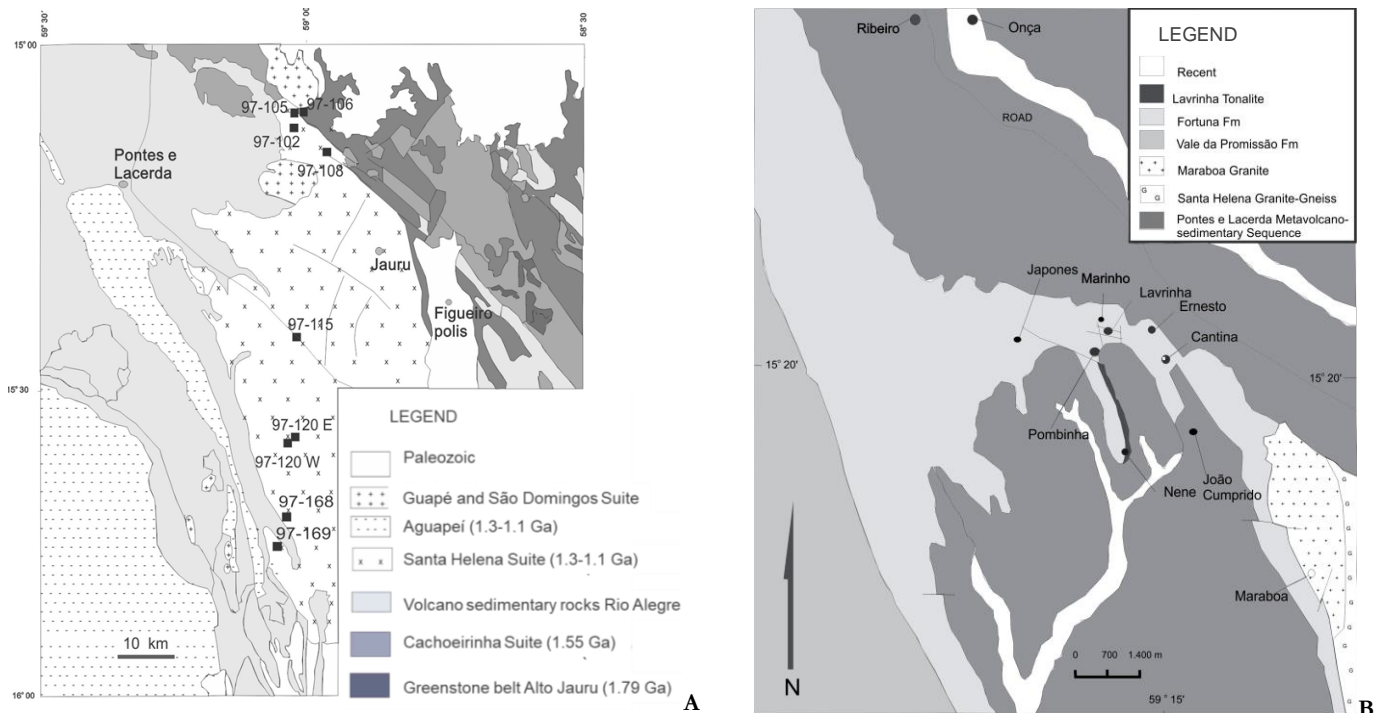 59° 30'
59° 00'
58° 30'
15° 00'
97-105
97-106
97-102
97-108
Pontes e
Lacerda
Jauru
Figueiro
polis
97-115
15° 30'
97-120 E
97-120 W
97-168
97-169
10 km
16° 00'
LEGEND
Paleozoic
Guapé and São Domingos Suite
Aguapeí (1.3-1.1 Ga)
Santa Helena Suite (1.3-1.1 Ga)
Volcano sedimentary rocks Rio Alegre
Cachoeirinha Suite (1.55 Ga)
Greenstone belt Alto Jauru (1.79 Ga)
A
Ribeiro
Onça
ROAD
LEGEND
Recent
Lavrinha Tonalite
Fortuna Fm
Vale da Promissão Fm
Maraboa Granite
G
G
Santa Helena Granite-Gneiss
Pontes e Lacerda Metavolcano-
sedimentary Sequence
Japones
Marinho
Lavrinha
Ernesto
Cantina
15° 20'
15° 20'
Pombinha
Nene
João
Cumprido
Maraboa
G
G
G
G
G
G
G
0 700 1.400 m
N
59° 15'
B